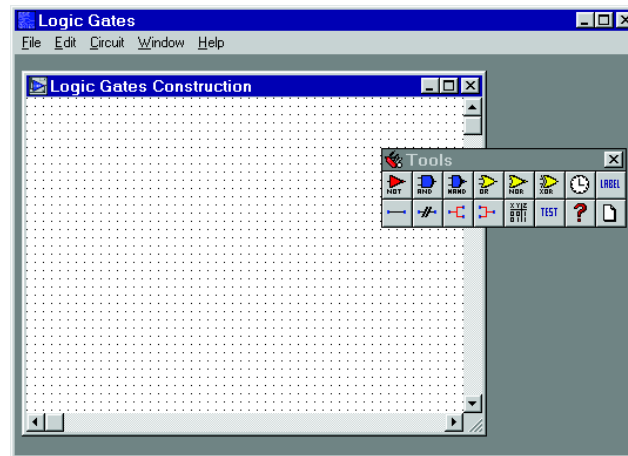 Logic Gates
File Edit Circuit Window Help
Logic Gates Construction
Tools
NOT AND NAND OR NOR XOR LABEL
XYZ TEST ?